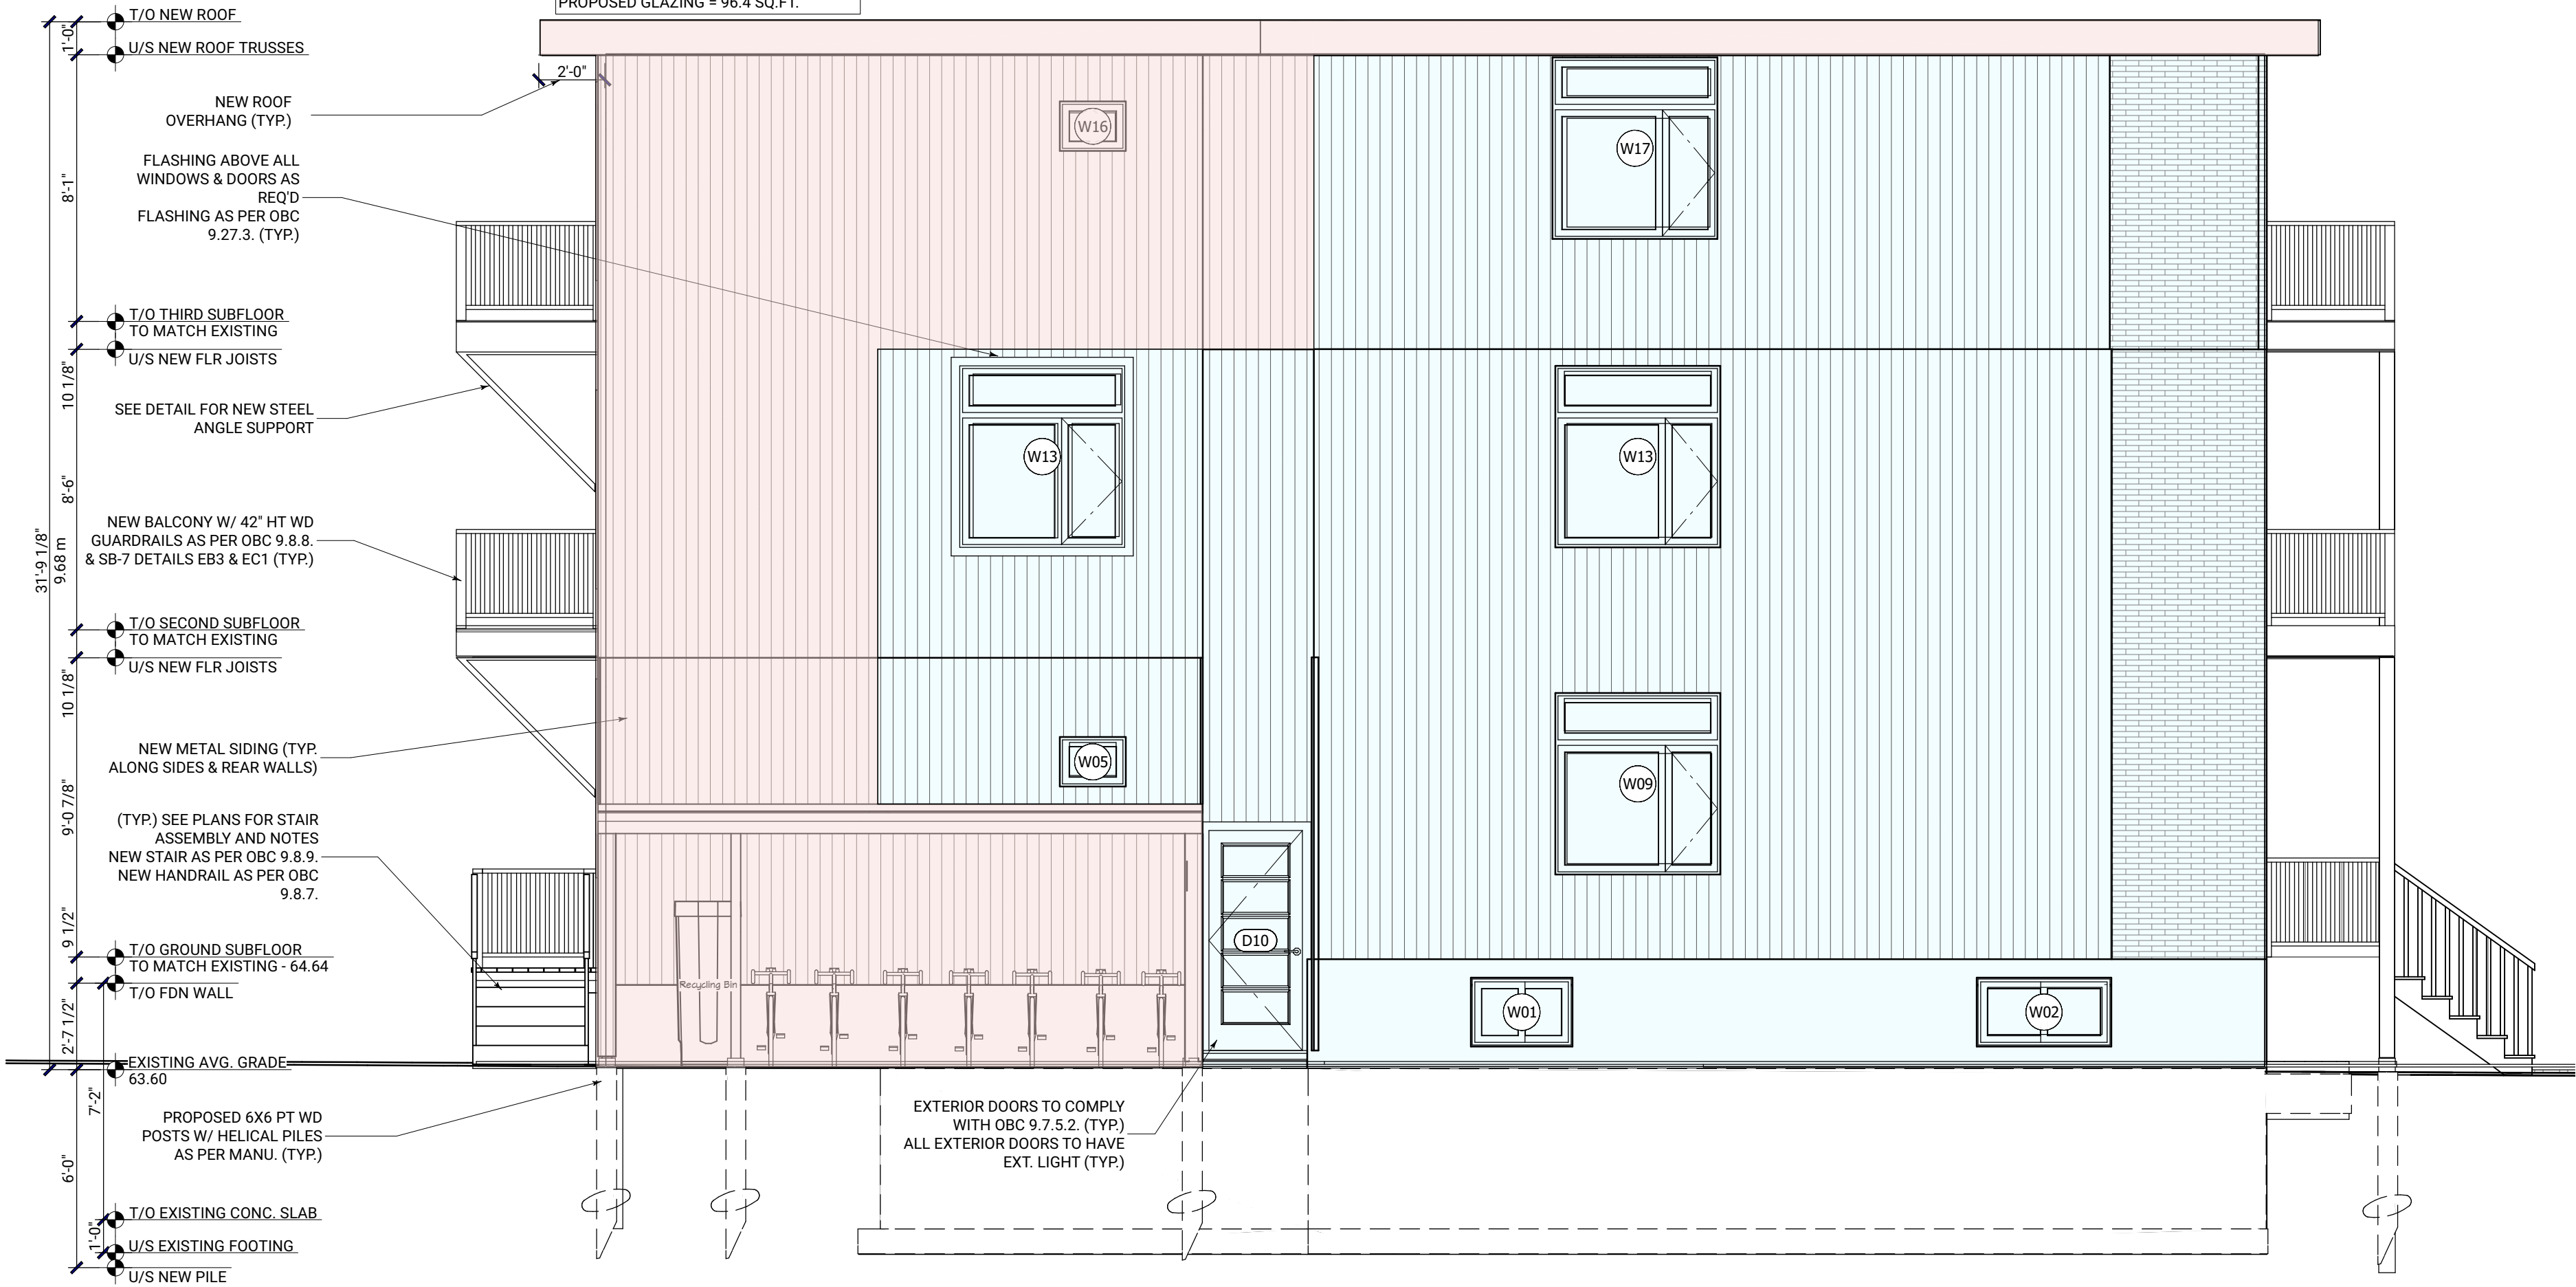 PROPOSED GLAZING = 96.4 SQ.FT.
T/O NEW ROOF
1'-0"
U/S NEW ROOF TRUSSES
2'-0"
NEW ROOF
OVERHANG (TYP.)
W16
W17
FLASHING ABOVE ALL
WINDOWS & DOORS AS
REQ'D
FLASHING AS PER OBC
9.27.3. (TYP.)
8'-1"
T/O THIRD SUBFLOOR
TO MATCH EXISTING
U/S NEW FLR JOISTS
10 1/8"
SEE DETAIL FOR NEW STEEL
ANGLE SUPPORT
W13
W13
8'-6"
NEW BALCONY W/ 42" HT WD
GUARDRAILS AS PER OBC 9.8.8.
& SB-7 DETAILS EB3 & EC1 (TYP.)
31'-9 1/8"
9.68 m
T/O SECOND SUBFLOOR
TO MATCH EXISTING
U/S NEW FLR JOISTS
10 1/8"
NEW METAL SIDING (TYP.
ALONG SIDES & REAR WALLS)
W05
W09
9'-0 7/8"
(TYP.) SEE PLANS FOR STAIR
ASSEMBLY AND NOTES
NEW STAIR AS PER OBC 9.8.9.
NEW HANDRAIL AS PER OBC
9.8.7.
9 1/2"
T/O GROUND SUBFLOOR
TO MATCH EXISTING - 64.64
T/O FDN WALL
D10
Recycling Bin
W01
W02
2'-7 1/2"
EXISTING AVG. GRADE
63.60
7'-2"
PROPOSED 6X6 PT WD
POSTS W/ HELICAL PILES
AS PER MANU. (TYP.)
EXTERIOR DOORS TO COMPLY
WITH OBC 9.7.5.2. (TYP.)
ALL EXTERIOR DOORS TO HAVE
EXT. LIGHT (TYP.)
6'-0"
T/O EXISTING CONC. SLAB
1'-0"
U/S EXISTING FOOTING
U/S NEW PILE